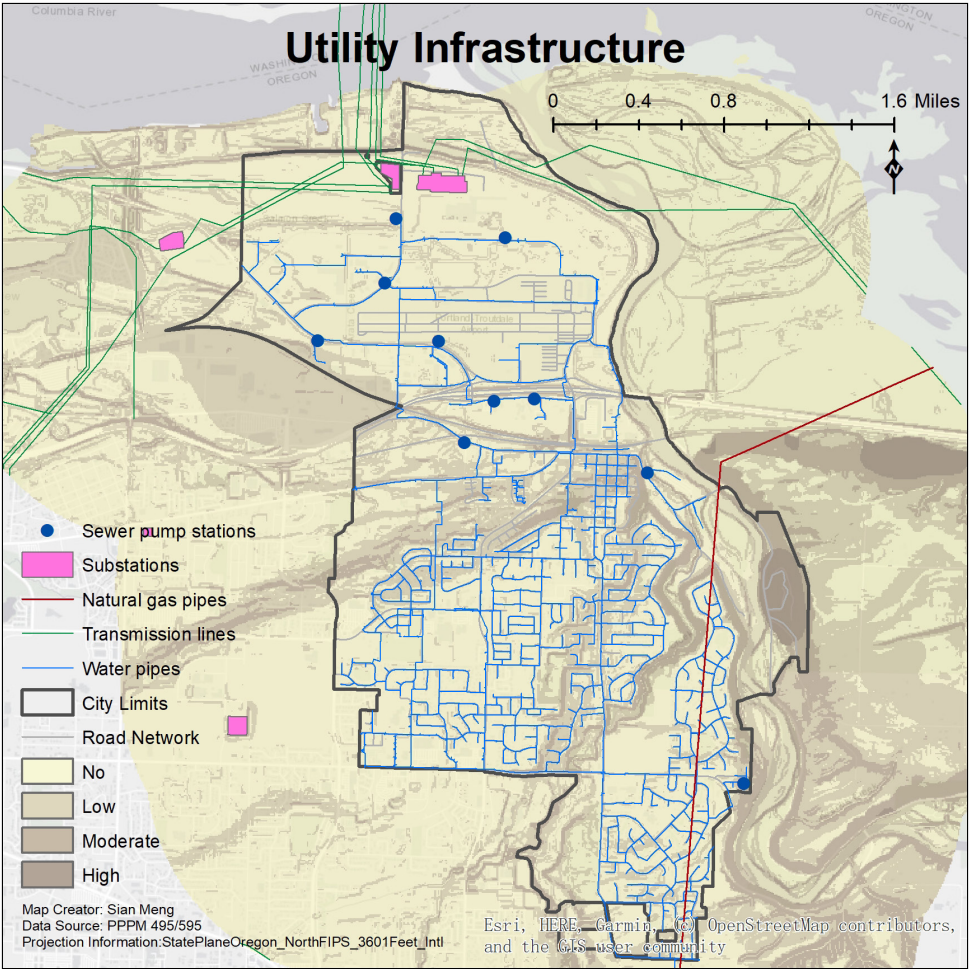 Columbia River
WASHINGTON
OREGON
INGTON
OREGON
Utility Infrastructure
0 0.4 0.8 1.6 Miles
N
Portland-Troutdale
Airport
Sewer pump stations
Substations
Natural gas pipes
Transmission lines
Water pipes
City Limits
Road Network
No
Low
Moderate
High
Map Creator: Sian Meng
Data Source: PPPM 495/595
Projection Information:StatePlaneOregon_NorthFIPS_3601Feet_Intl
Esri, HERE, Garmin, (c) OpenStreetMap contributors,
and the GIS user community